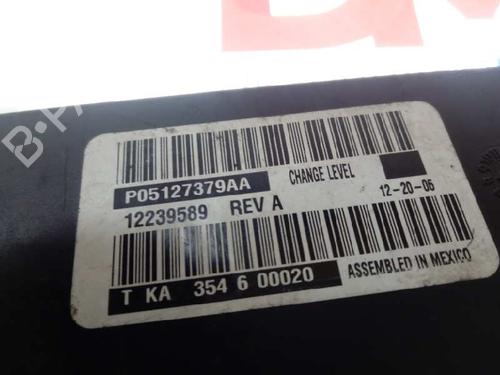 P05127379AA
CHANGE LEVEL
12239589 REV A
12-20-06
T KA 354 6 00020
ASSEMBLED IN MEXICO